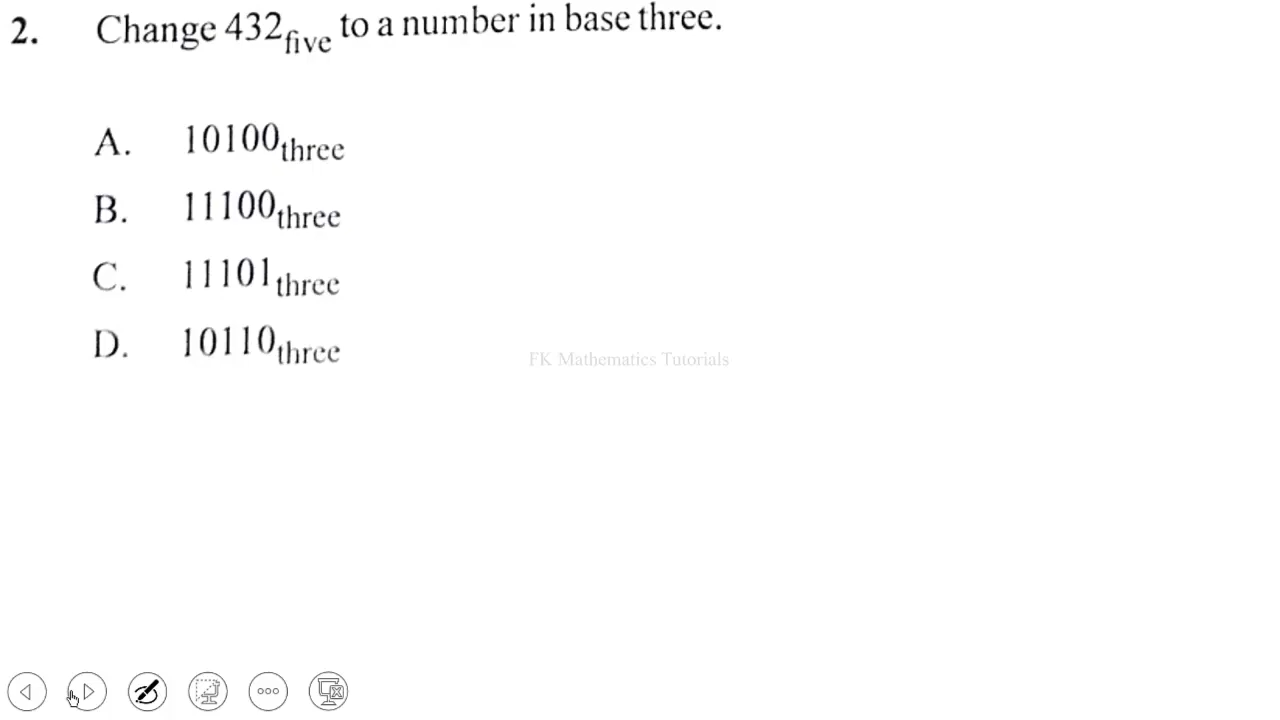 2. Change 432five to a number in base three.
A. 10100three
B. 11100three
C. 11101three
D. 10110three
FK Mathematics Tutorials